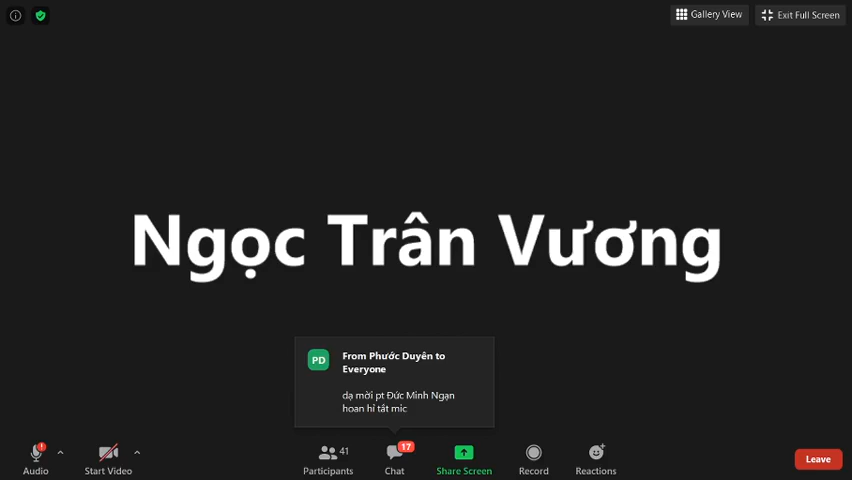 Gallery View
Exit Full Screen
Ngọc Trân Vương
PD
From Phước Duyên to
Everyone
dạ mời pt Đức Minh Ngạn
hoan hỉ tắt mic
Audio
Start Video
41
Participants
17
Chat
Share Screen
Record
Reactions
Leave